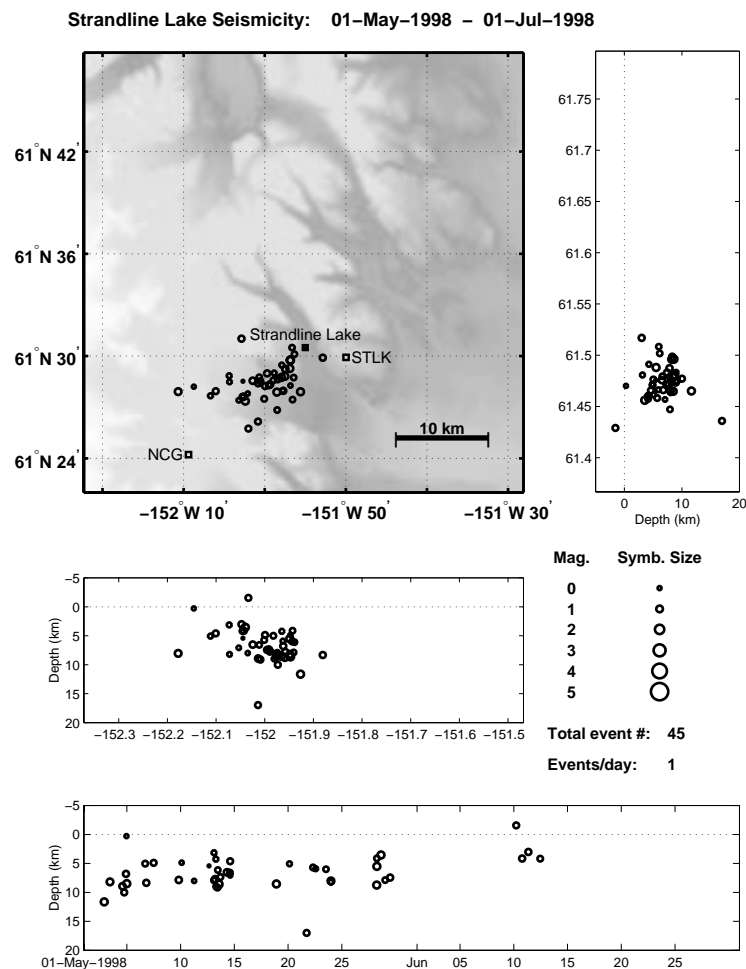 Strandline Lake Seismicity: 01−May−1998 − 01−Jul−1998
61°N 42'
61°N 36'
61°N 30'
61°N 24'
Strandline Lake
STLK
NCG
10 km
−152°W 10'
−151°W 50'
−151°W 30'
61.75
61.7
61.65
61.6
61.55
61.5
61.45
61.4
0 10 20
Depth (km)
−5
0
5
10
15
20
Depth (km)
−152.3 −152.2 −152.1 −152 −151.9 −151.8 −151.7 −151.6 −151.5
Mag. Symb. Size
0
1
2
3
4
5
Total event #: 45
Events/day: 1
−5
0
5
10
15
20
Depth (km)
01−May−1998 10 15 20 25 Jun 05 10 15 20 25